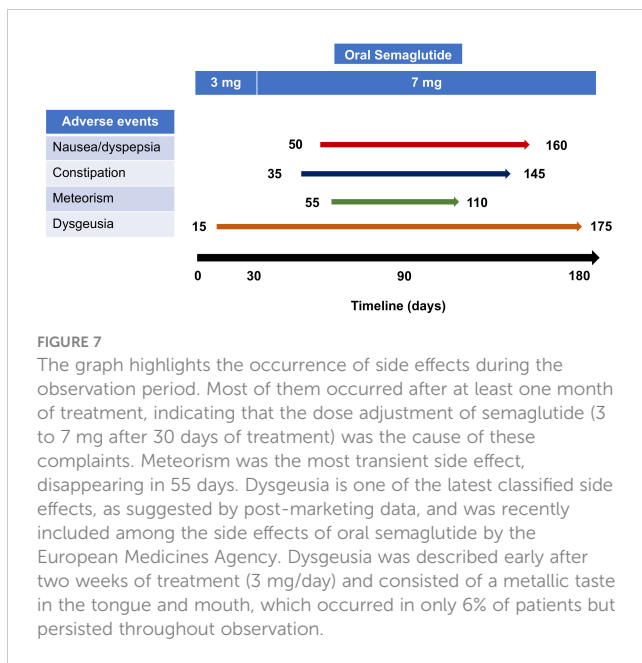 Oral Semaglutide
3 mg 7 mg
Adverse events
Nausea/dyspepsia 50 160
Constipation 35 145
Meteorism 55 110
Dysgeusia 15 175
0 30 90 180
Timeline (days)
FIGURE 7
The graph highlights the occurrence of side effects during the
observation period. Most of them occurred after at least one month
of treatment, indicating that the dose adjustment of semaglutide (3
to 7 mg after 30 days of treatment) was the cause of these
complaints. Meteorism was the most transient side effect,
disappearing in 55 days. Dysgeusia is one of the latest classified side
effects, as suggested by post-marketing data, and was recently
included among the side effects of oral semaglutide by the
European Medicines Agency. Dysgeusia was described early after
two weeks of treatment (3 mg/day) and consisted of a metallic taste
in the tongue and mouth, which occurred in only 6% of patients but
persisted throughout observation.